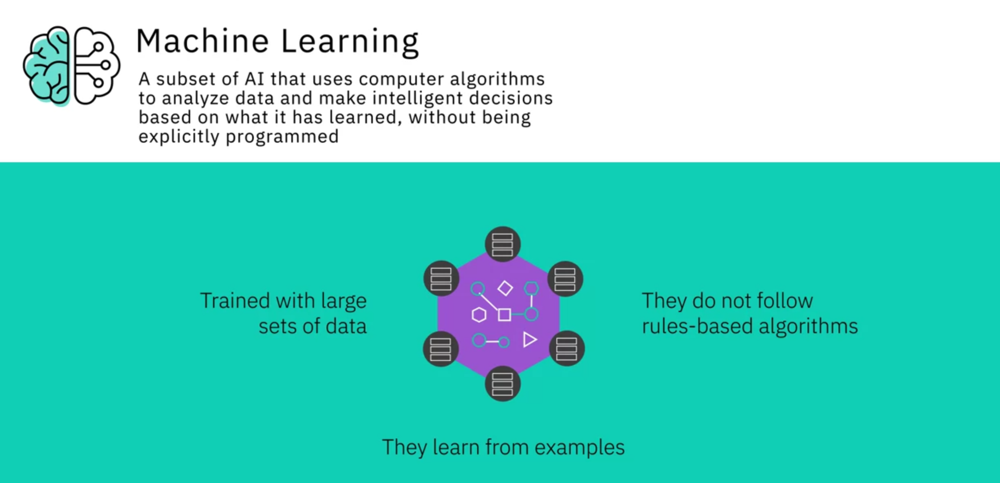 Machine Learning
A subset of AI that uses computer algorithms
to analyze data and make intelligent decisions
based on what it has learned, without being
explicitly programmed
Trained with large
sets of data
They do not follow
rules-based algorithms
They learn from examples